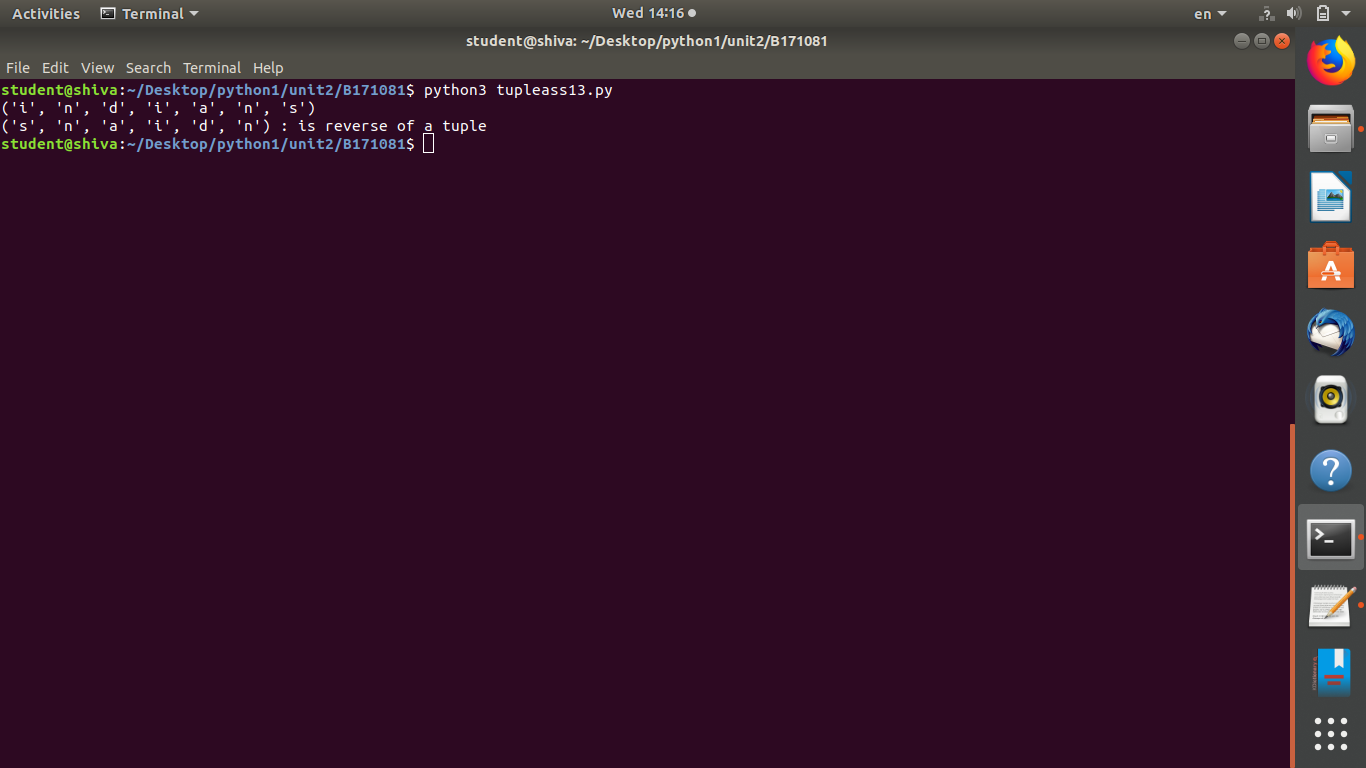 Activities Terminal Wed 14:16 en
student@shiva: ~/Desktop/python1/unit2/B171081
File Edit View Search Terminal Help
student@shiva:~/Desktop/python1/unit2/B171081$ python3 tupleass13.py
('i', 'n', 'd', 'i', 'a', 'n', 's')
('s', 'n', 'a', 'i', 'd', 'n') : is reverse of a tuple
student@shiva:~/Desktop/python1/unit2/B171081$